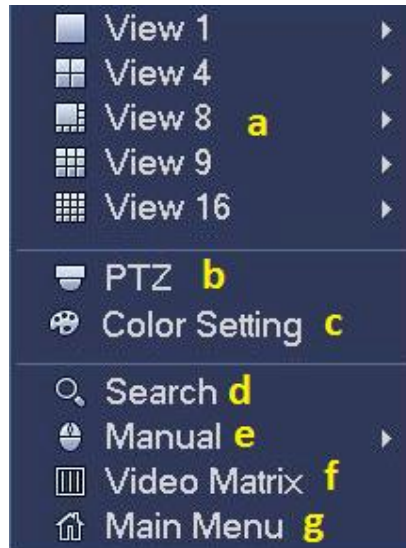 View 1
View 4
View 8 a
View 9
View 16
PTZ b
Color Setting c
Search d
Manual e
Video Matrix f
Main Menu g